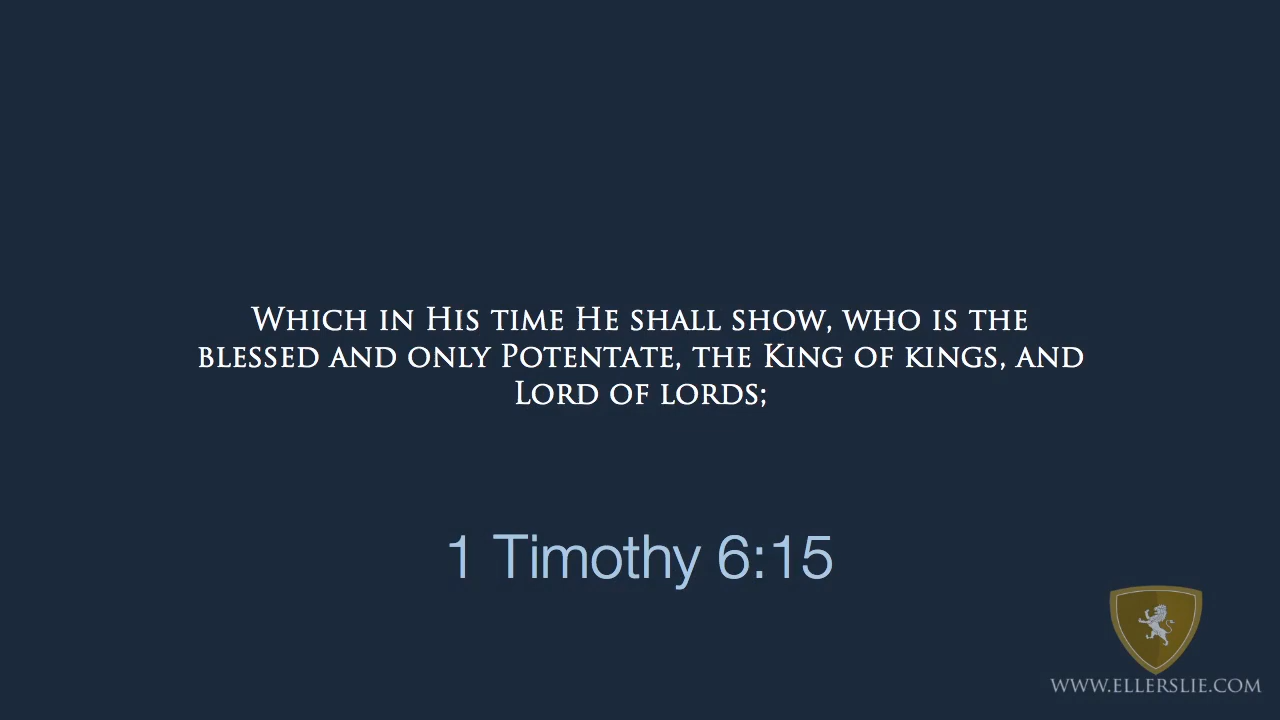 Which in His time He shall show, who is the
blessed and only Potentate, the King of kings, and
Lord of lords;
1 Timothy 6:15
www.ellerslie.com